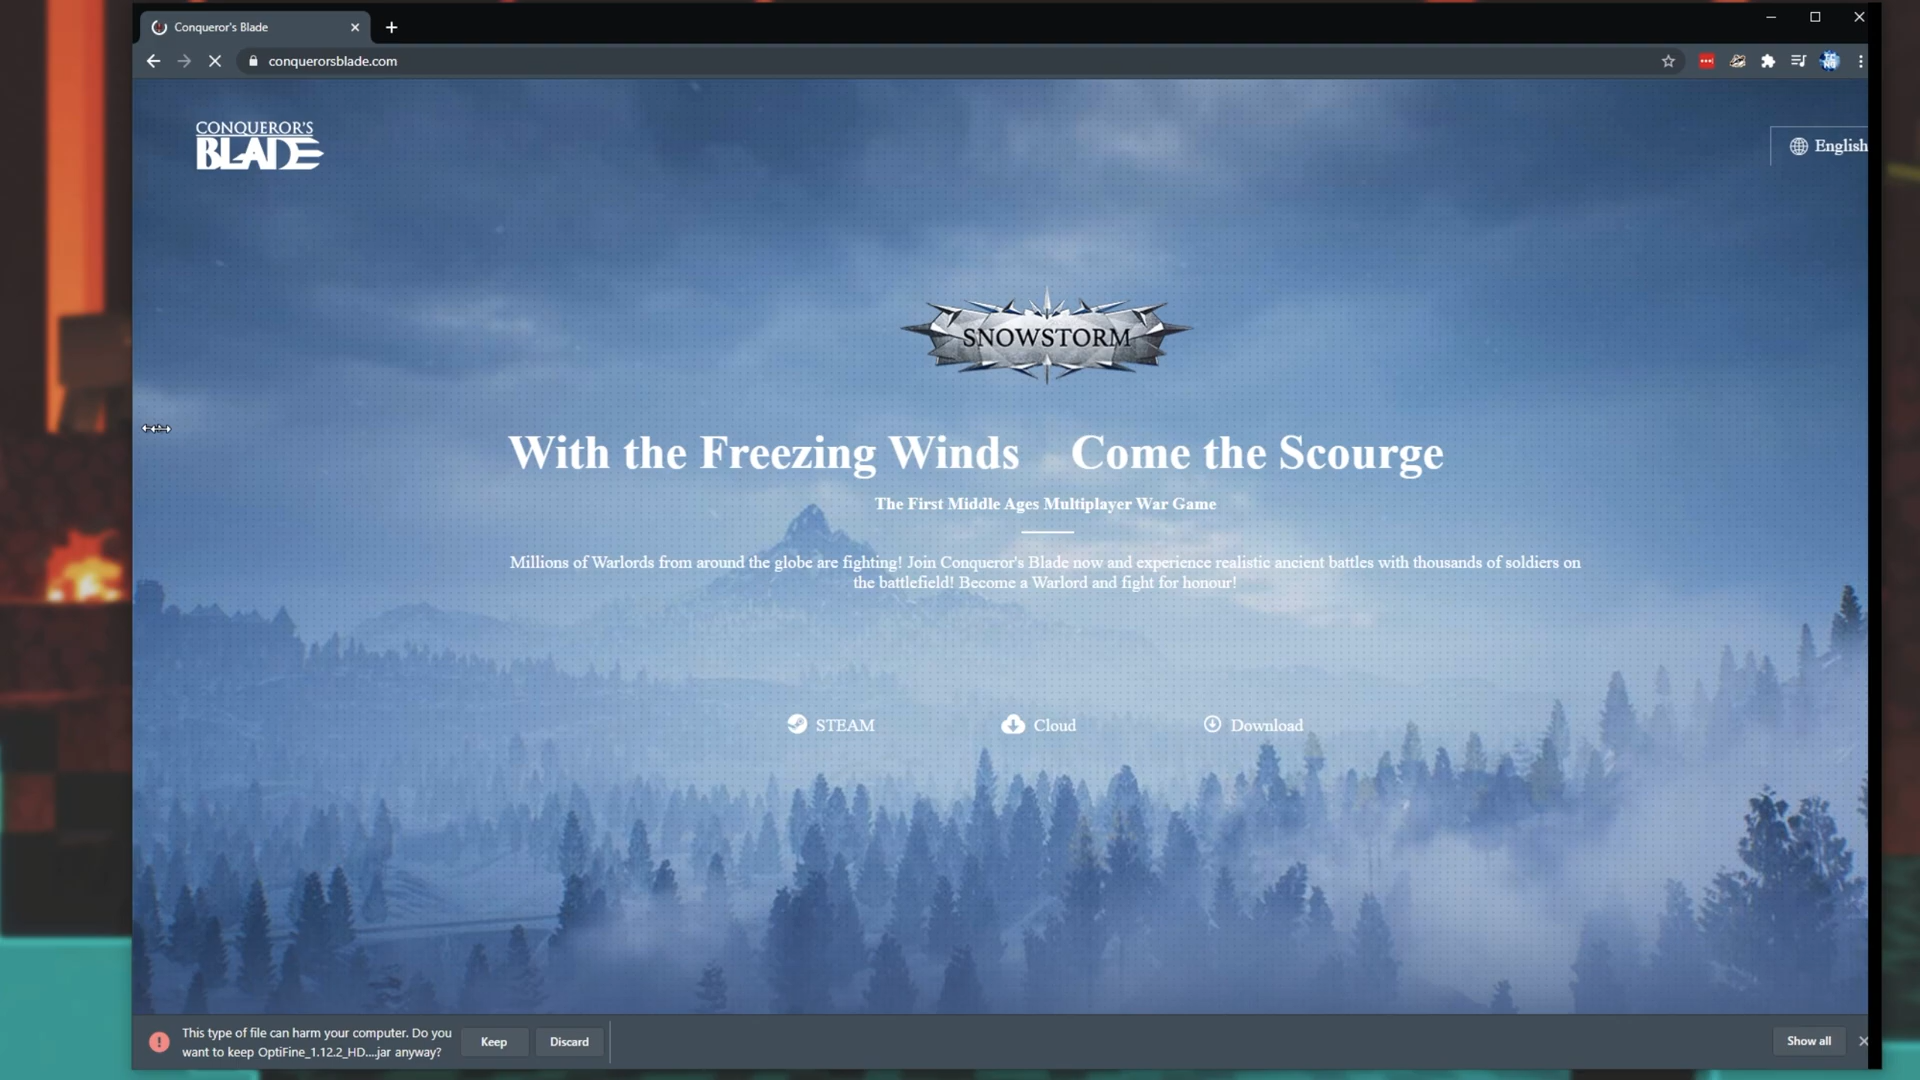 Conqueror's Blade
conquerorsblade.com
CONQUEROR'S
BLADE
English
SNOWSTORM
With the Freezing Winds Come the Scourge
The First Middle Ages Multiplayer War Game
Millions of Warlords from around the globe are fighting! Join Conqueror's Blade now and experience realistic ancient battles with thousands of soldiers on
the battlefield! Become a Warlord and fight for honour!
STEAM
Cloud
Download
This type of file can harm your computer. Do you
want to keep OptiFine_1.12.2_HD....jar anyway?
Keep
Discard
Show all